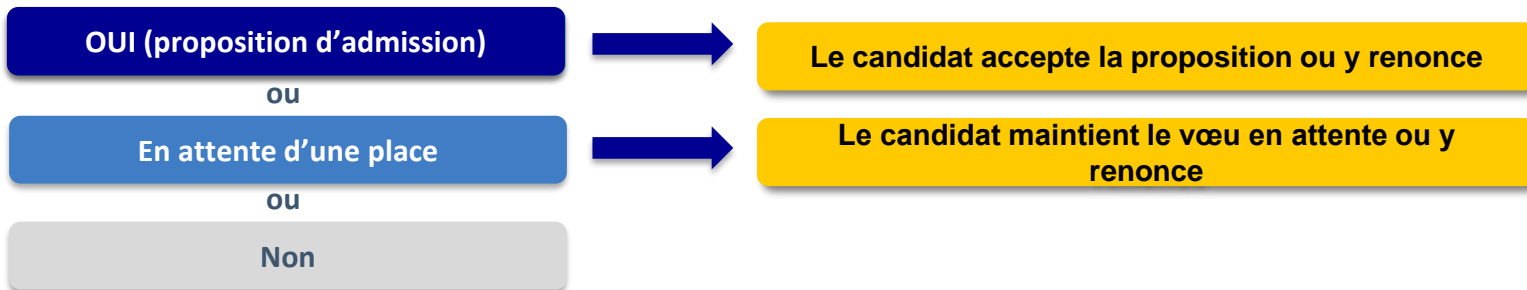 OUI (proposition d’admission)
Le candidat accepte la proposition ou y renonce
ou
En attente d’une place
Le candidat maintient le vœu en attente ou y
renonce
ou
Non